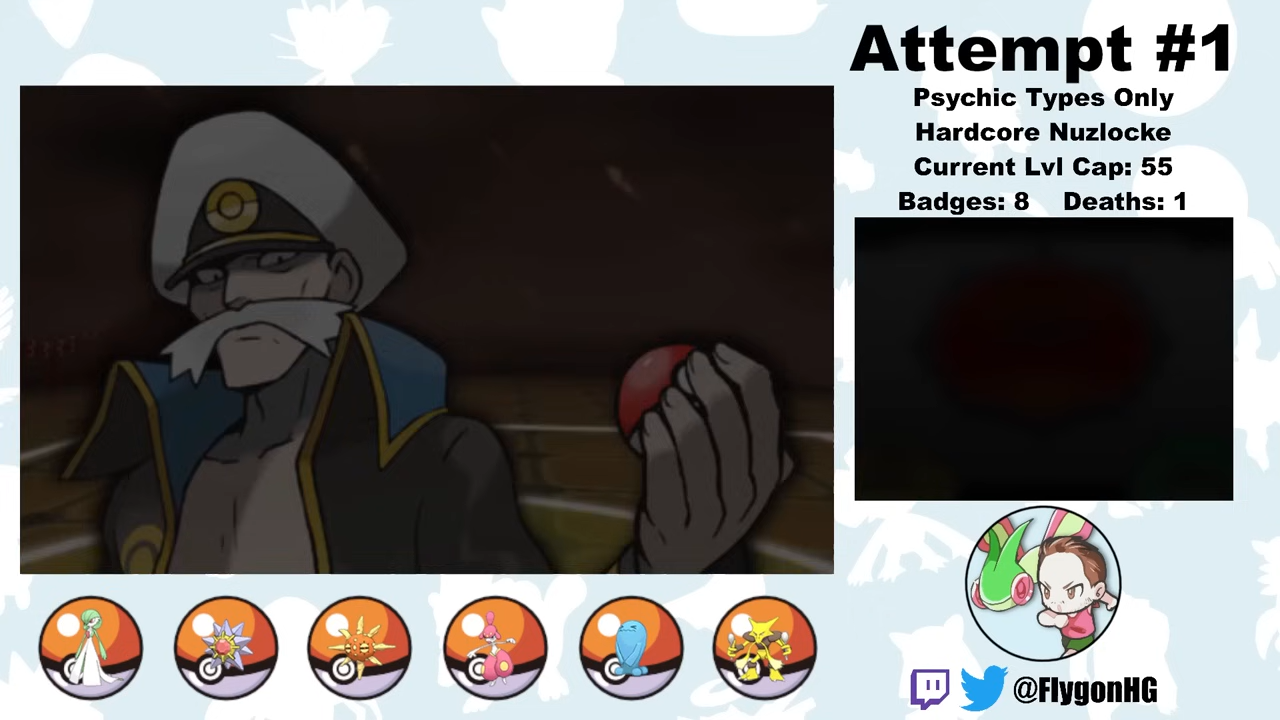 Attempt #1
Psychic Types Only
Hardcore Nuzlocke
Current Lvl Cap: 55
Badges: 8 Deaths: 1
@FlygonHG